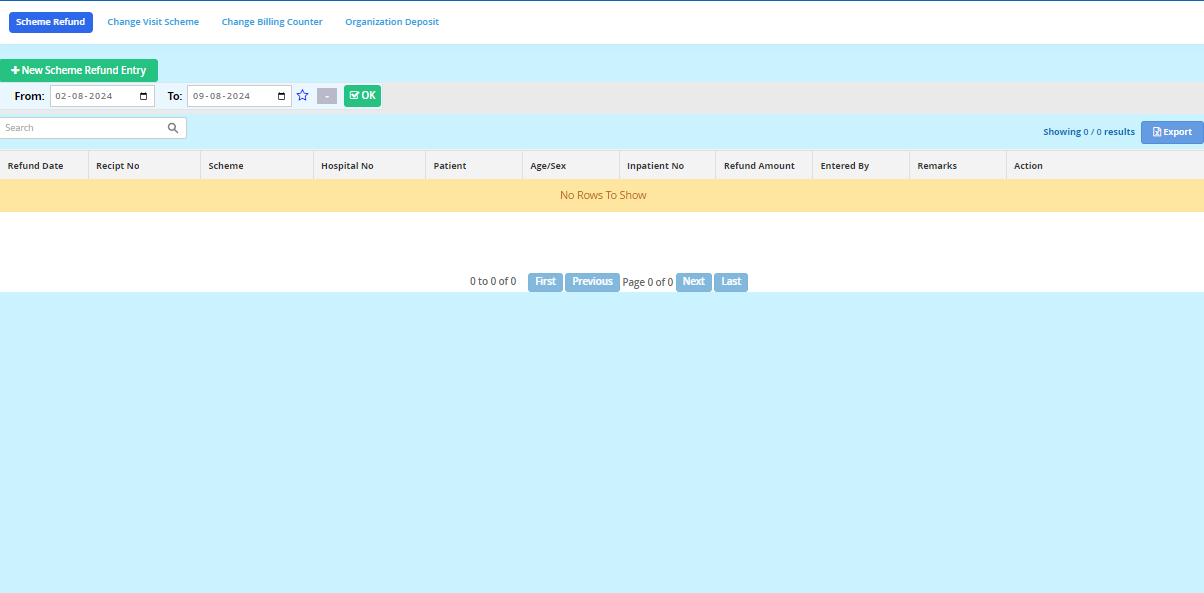 Scheme Refund Change Visit Scheme Change Billing Counter Organization Deposit
New Scheme Refund Entry
From: 02-08-2024 To: 09-08-2024 - OK
Search
Showing 0 / 0 results Export
Refund Date Recipt No Scheme Hospital No Patient Age/Sex Inpatient No Refund Amount Entered By Remarks Action
No Rows To Show
0 to 0 of 0 First Previous Page 0 of 0 Next Last